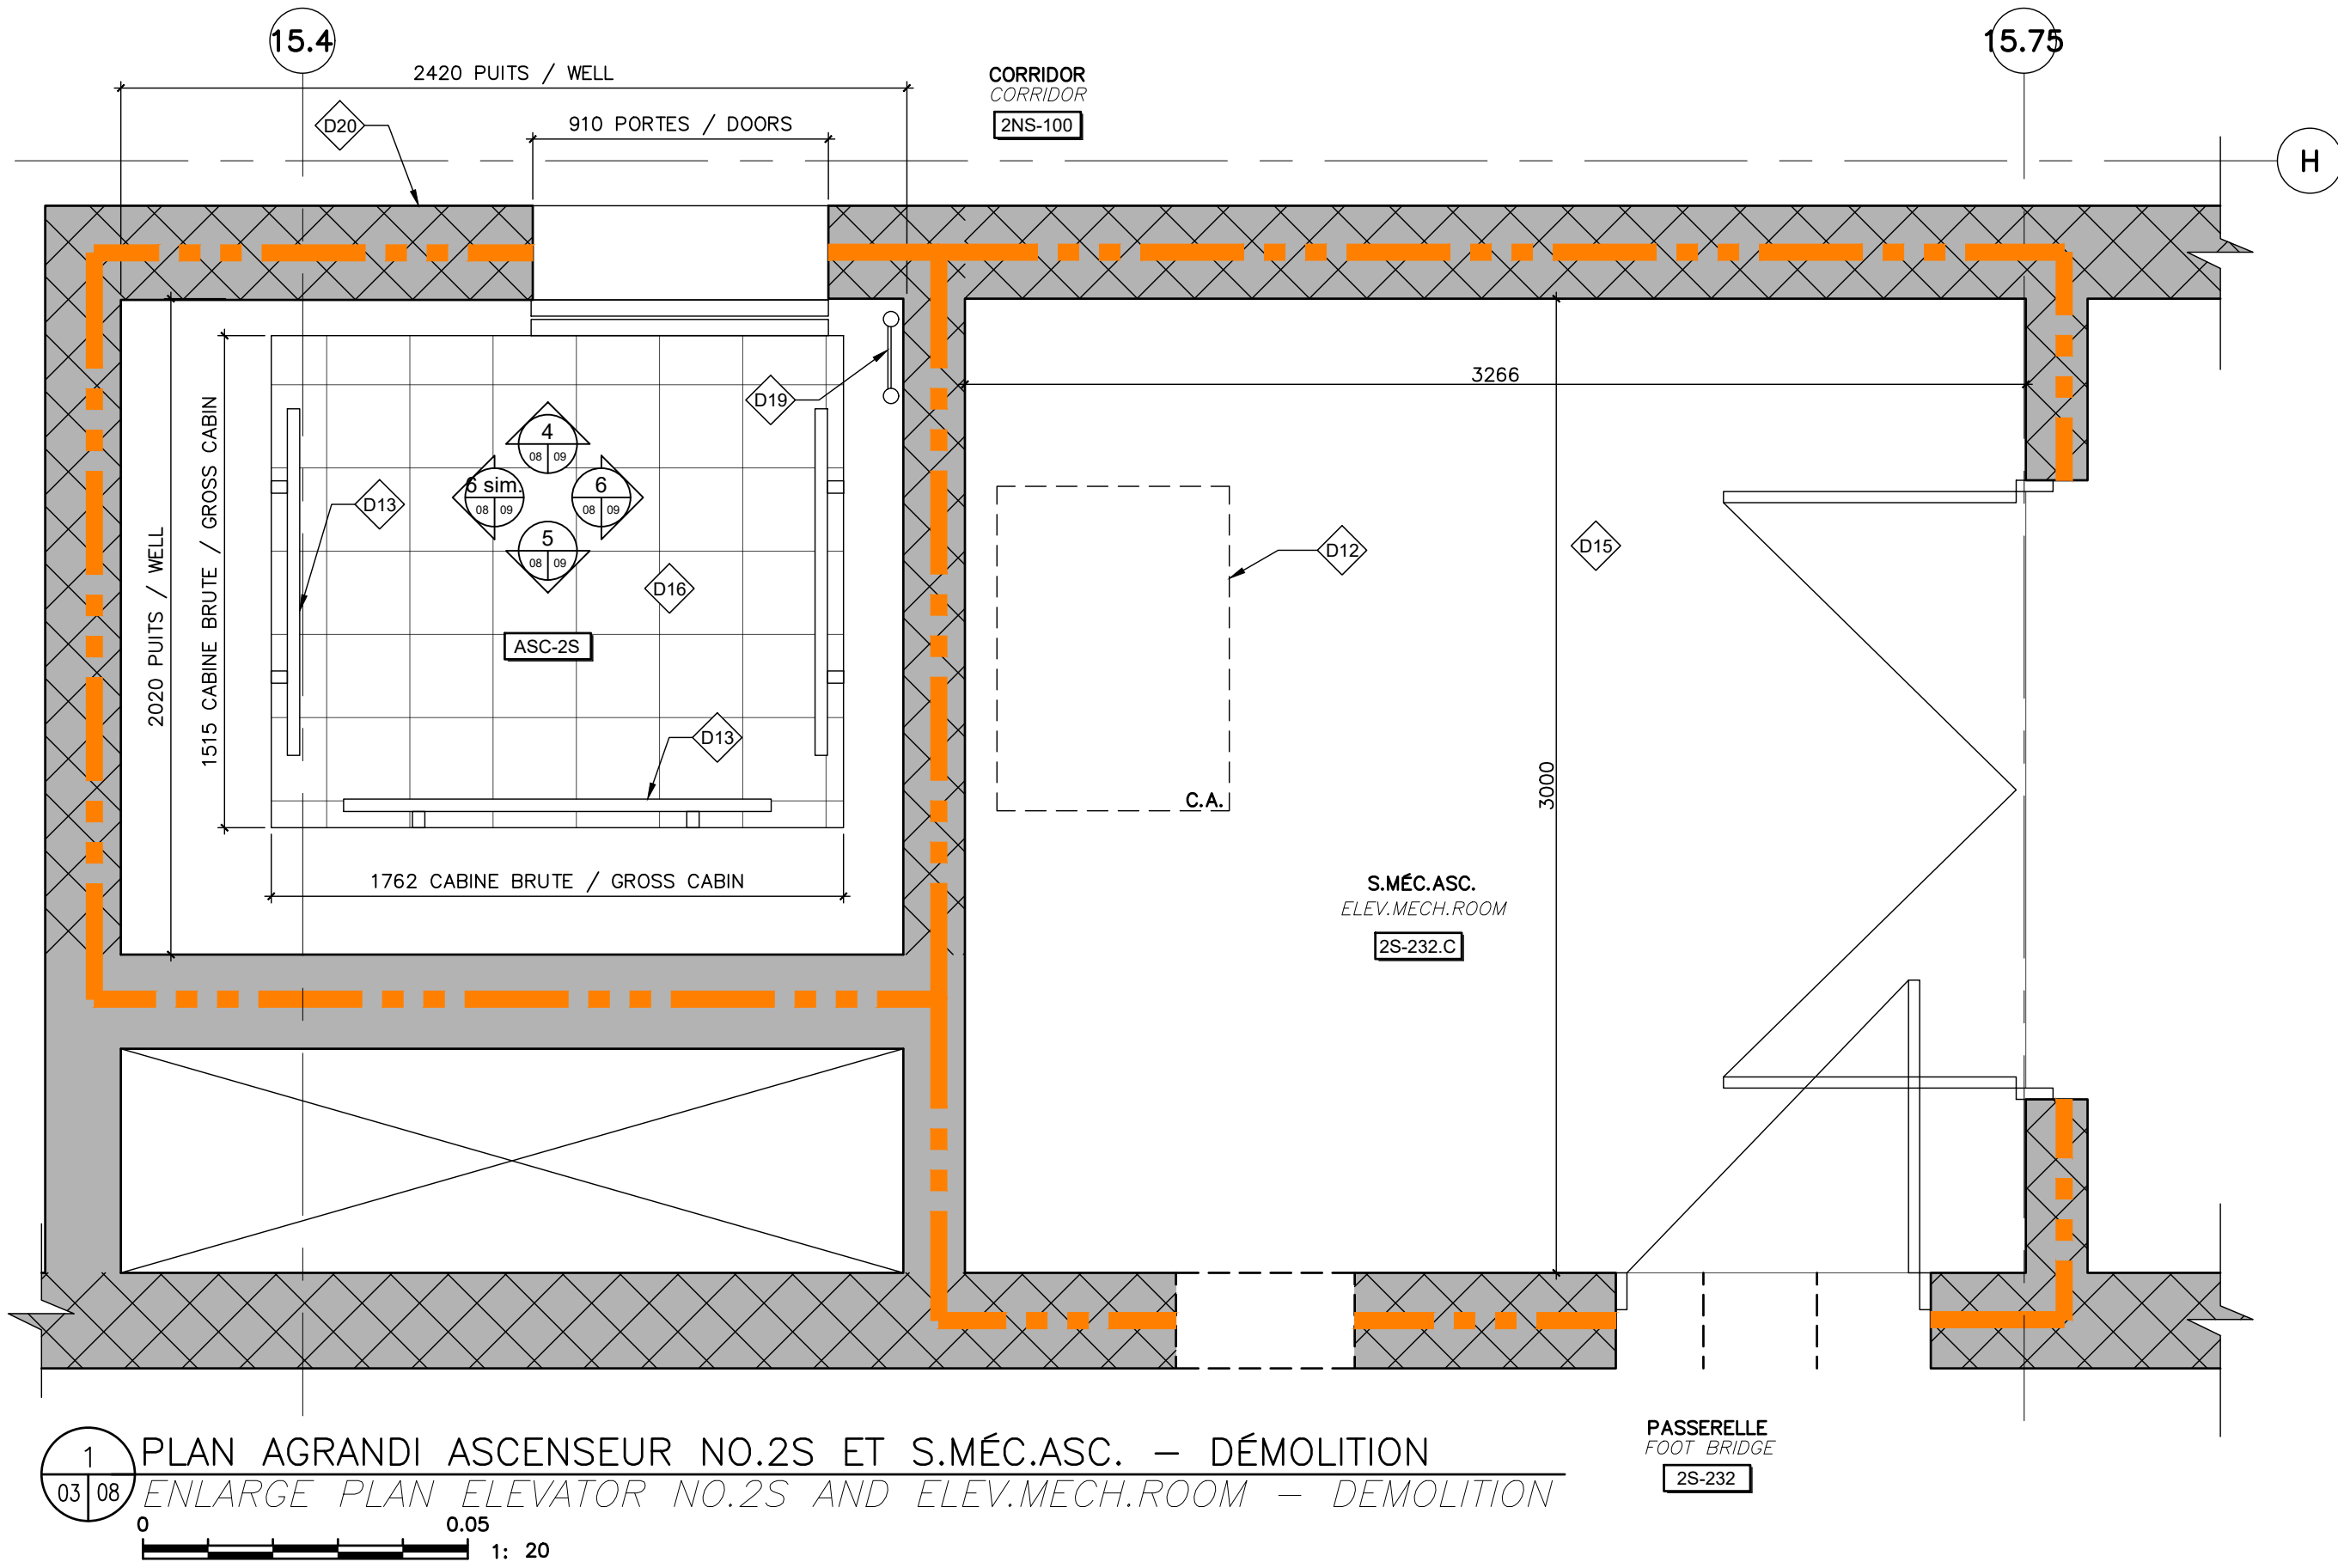 15.4
15.75
2420 PUITS / WELL
CORRIDOR
CORRIDOR
2NS-100
D20
910 PORTES / DOORS
H
3266
D19
4
08 09
6 sim.
08 09
6
08 09
5
08 09
D13
D12
D15
D16
ASC-2S
2020 PUITS / WELL
1515 CABINE BRUTE / GROSS CABIN
D13
C.A.
3000
1762 CABINE BRUTE / GROSS CABIN
S.MÉC.ASC.
ELEV.MECH.ROOM
2S-232.C
PASSERELLE
FOOT BRIDGE
2S-232
1
03 08
PLAN AGRANDI ASCENSEUR NO.2S ET S.MÉC.ASC. – DÉMOLITION
ENLARGE PLAN ELEVATOR NO.2S AND ELEV.MECH.ROOM – DEMOLITION
0 0.05
1: 20